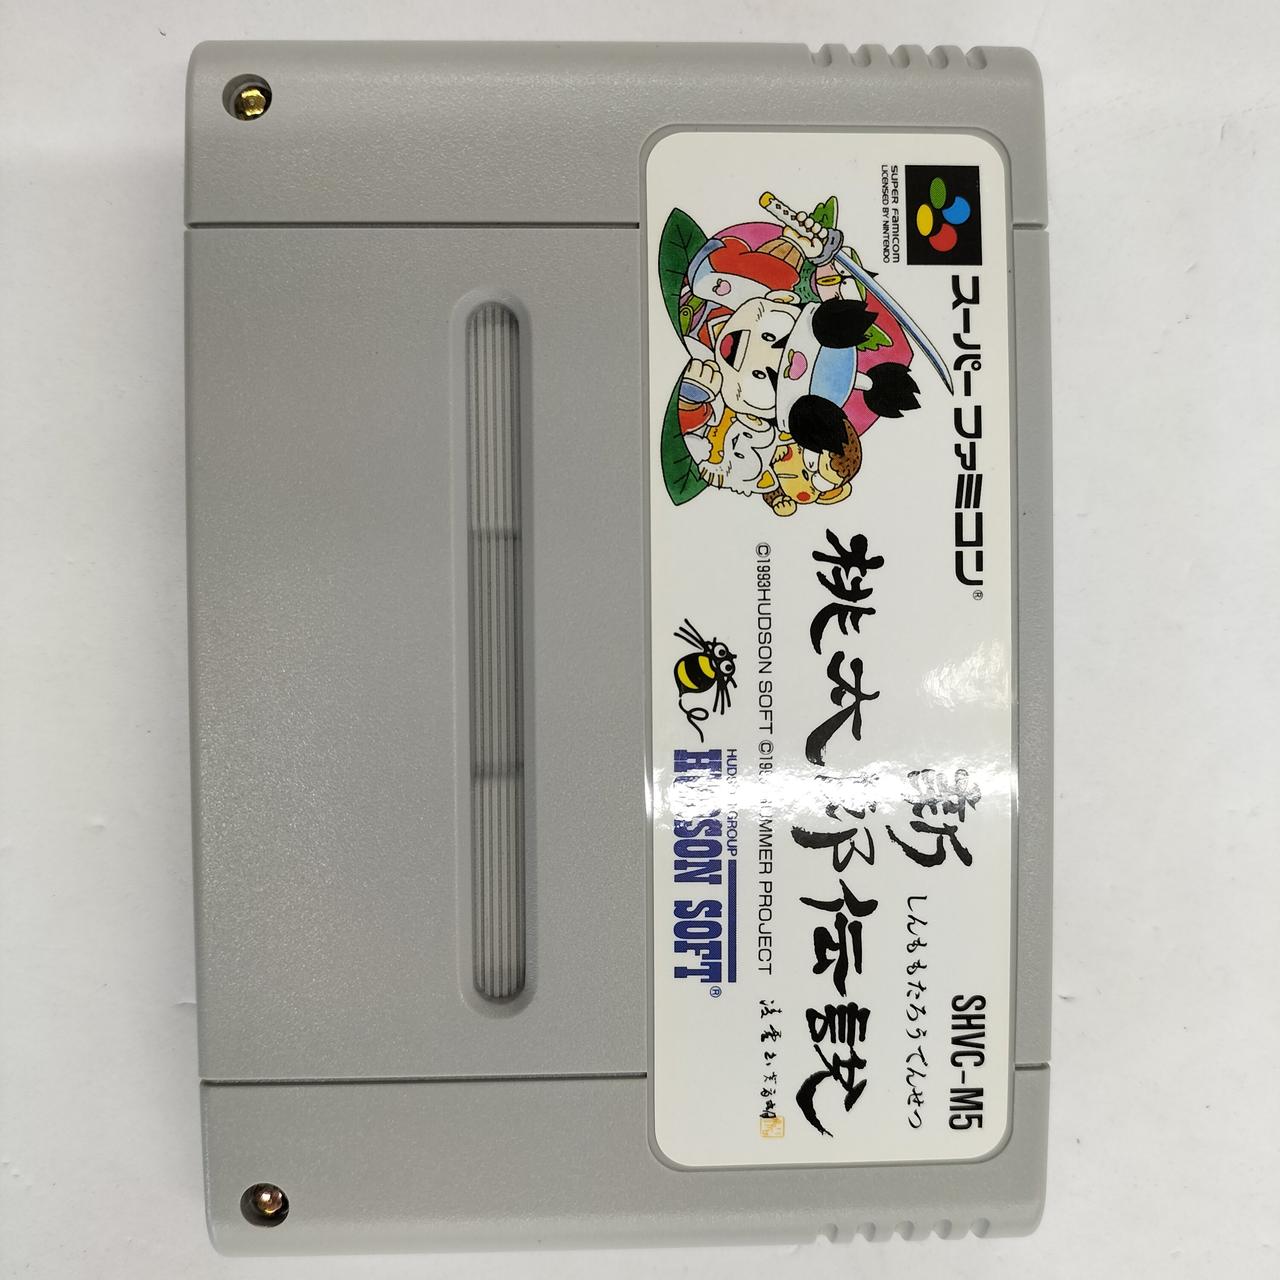 スーパーファミコン®
SHVC-M5
SUPER FAMICOM
LICENSED BY NINTENDO
新
しんももたろうでんせつ
桃太郎伝説
©1993HUDSON SOFT SUMMER PROJECT
HUDSON GROUP
HUDSON SOFT®